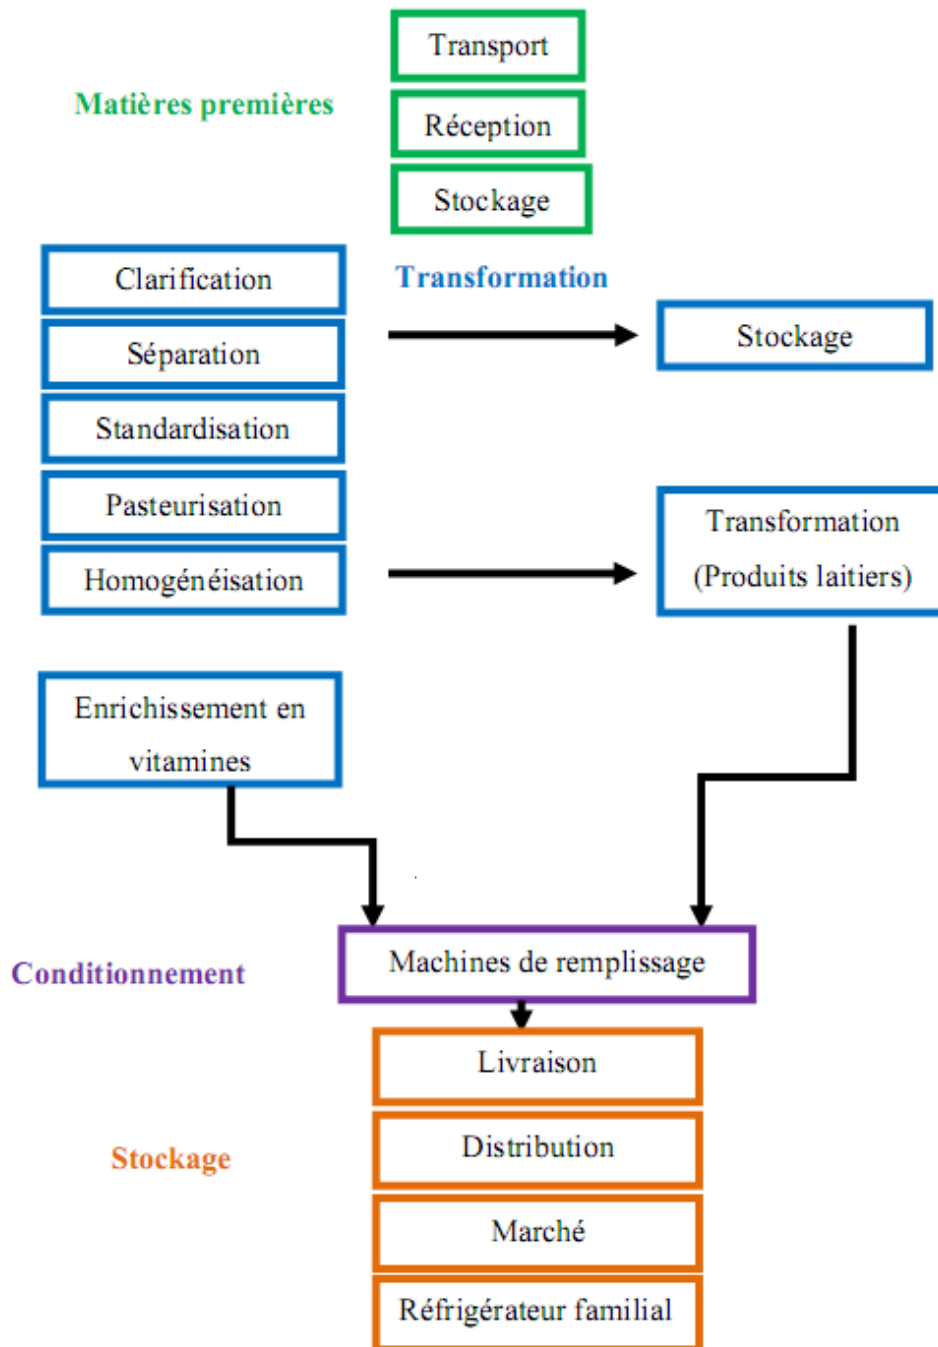 Transport
Matières premières
Réception
Stockage
Clarification
Transformation
Séparation
Stockage
Standardisation
Pasteurisation
Transformation
(Produits laitiers)
Homogénéisation
Enrichissement en
vitamines
Machines de remplissage
Conditionnement
Livraison
Distribution
Stockage
Marché
Réfrigérateur familial